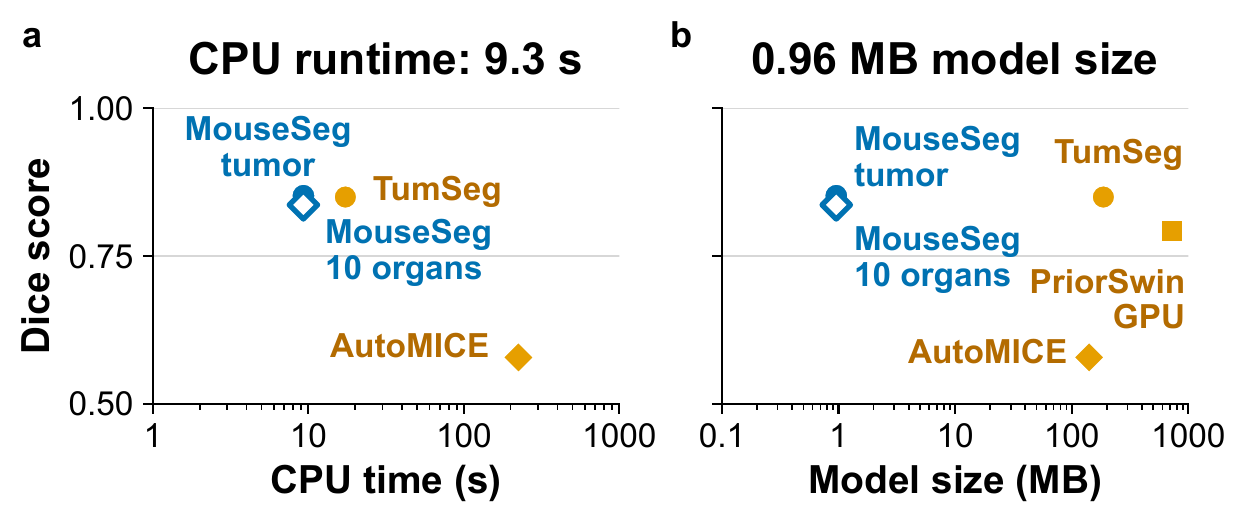 a
CPU runtime: 9.3 s
Dice score
1.00
0.75
0.50
MouseSeg
tumor
TumSeg
MouseSeg
10 organs
AutoMICE
1
10
100
1000
CPU time (s)
b
0.96 MB model size
MouseSeg
tumor
TumSeg
MouseSeg
10 organs
PriorSwin
GPU
AutoMICE
0.1
1
10
100
1000
Model size (MB)